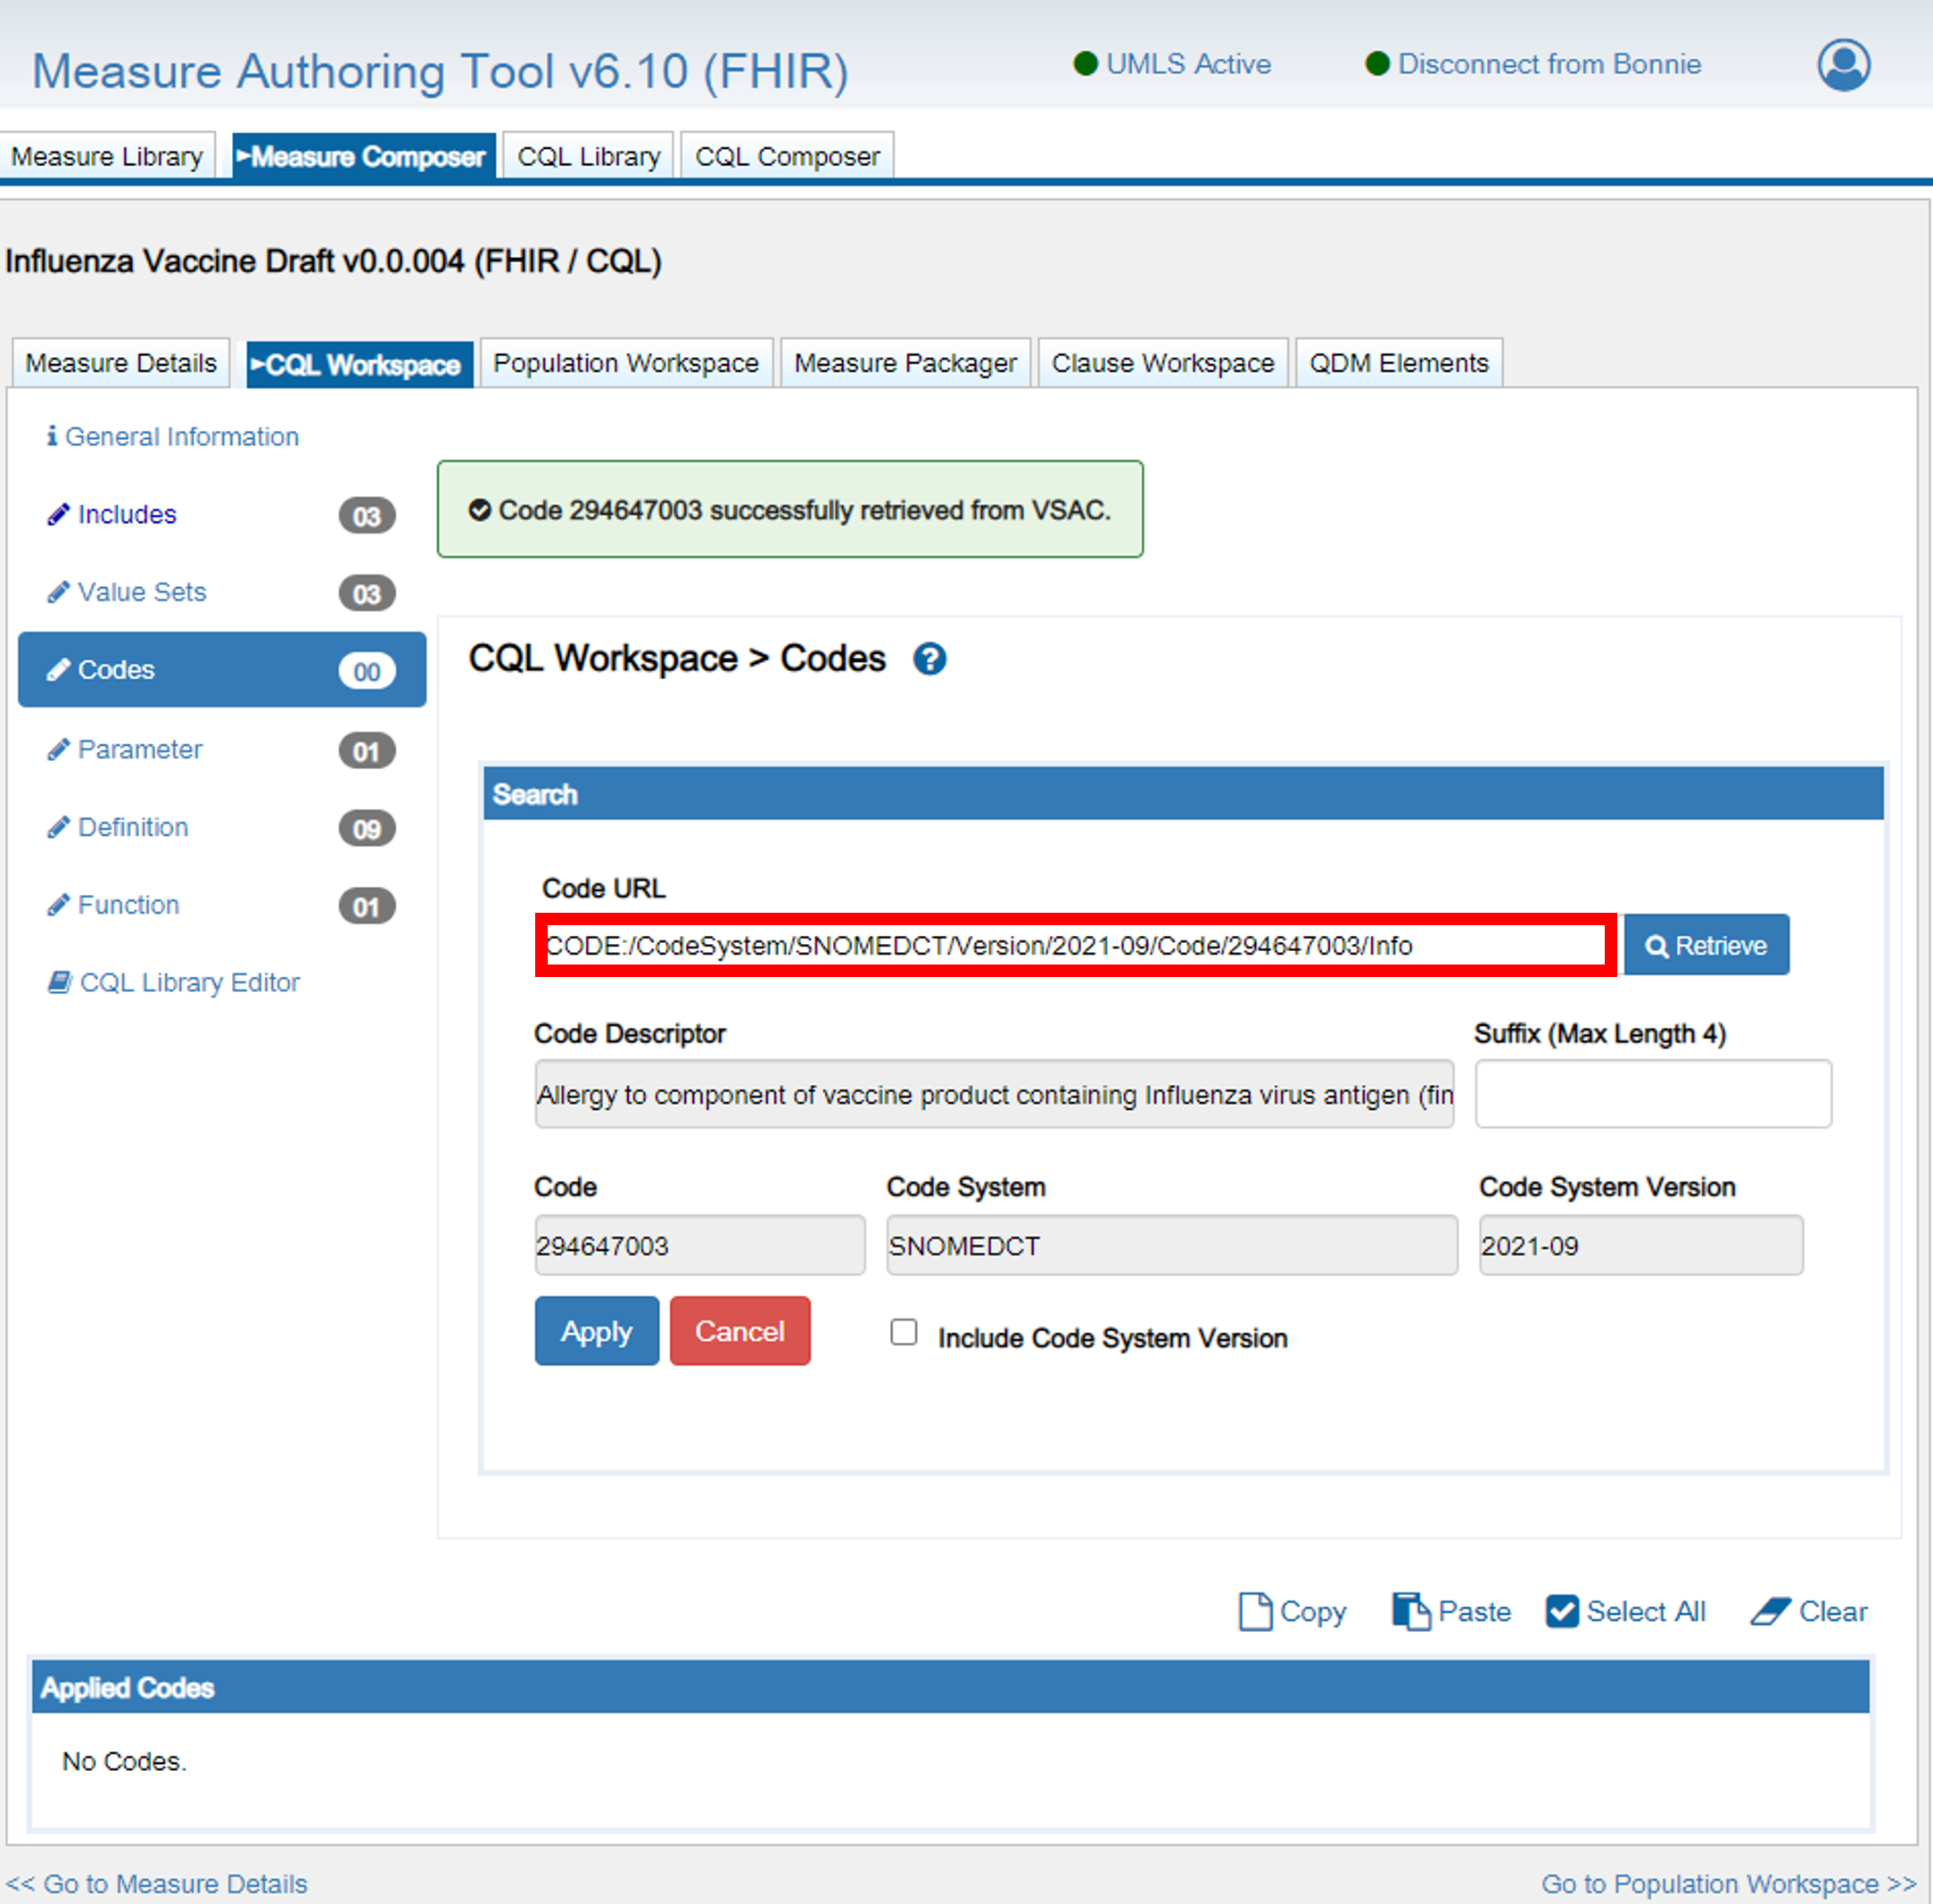 Measure Authoring Tool v6.10 (FHIR)
UMLS Active
Disconnect from Bonnie
Measure Library
Measure Composer
CQL Library
CQL Composer
Influenza Vaccine Draft v0.0.004 (FHIR / CQL)
Measure Details
CQL Workspace
Population Workspace
Measure Packager
Clause Workspace
QDM Elements
General Information
Includes 03
Value Sets 03
Codes 00
Parameter 01
Definition 09
Function 01
CQL Library Editor
Code 294647003 successfully retrieved from VSAC.
CQL Workspace > Codes
Search
Code URL
CODE:/CodeSystem/SNOMEDCT/Version/2021-09/Code/294647003/Info
Retrieve
Code Descriptor
Suffix (Max Length 4)
Allergy to component of vaccine product containing Influenza virus antigen (fin
Code
Code System
Code System Version
294647003
SNOMEDCT
2021-09
Apply
Cancel
Include Code System Version
Copy
Paste
Select All
Clear
Applied Codes
No Codes.
<< Go to Measure Details
Go to Population Workspace >>